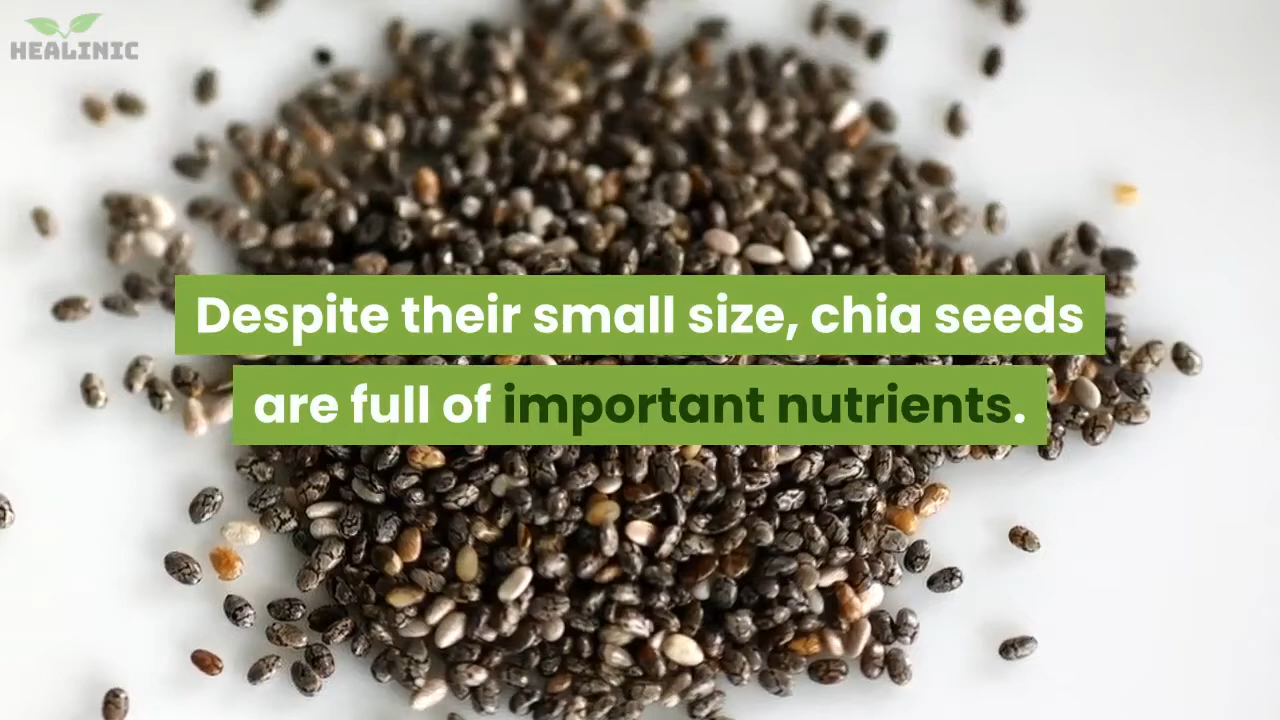 HEALINIC
Despite their small size, chia seeds
are full of important nutrients.